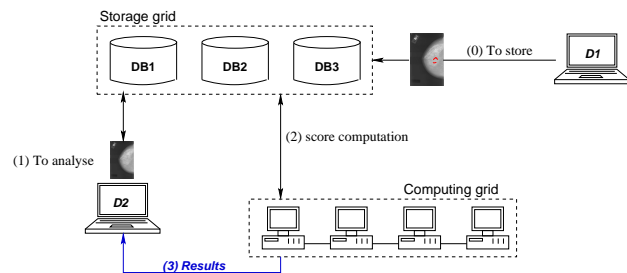 Storage grid
DB1 DB2 DB3
(0) To store
D1
(2) score computation
(1) To analyse
D2
Computing grid
(3) Results